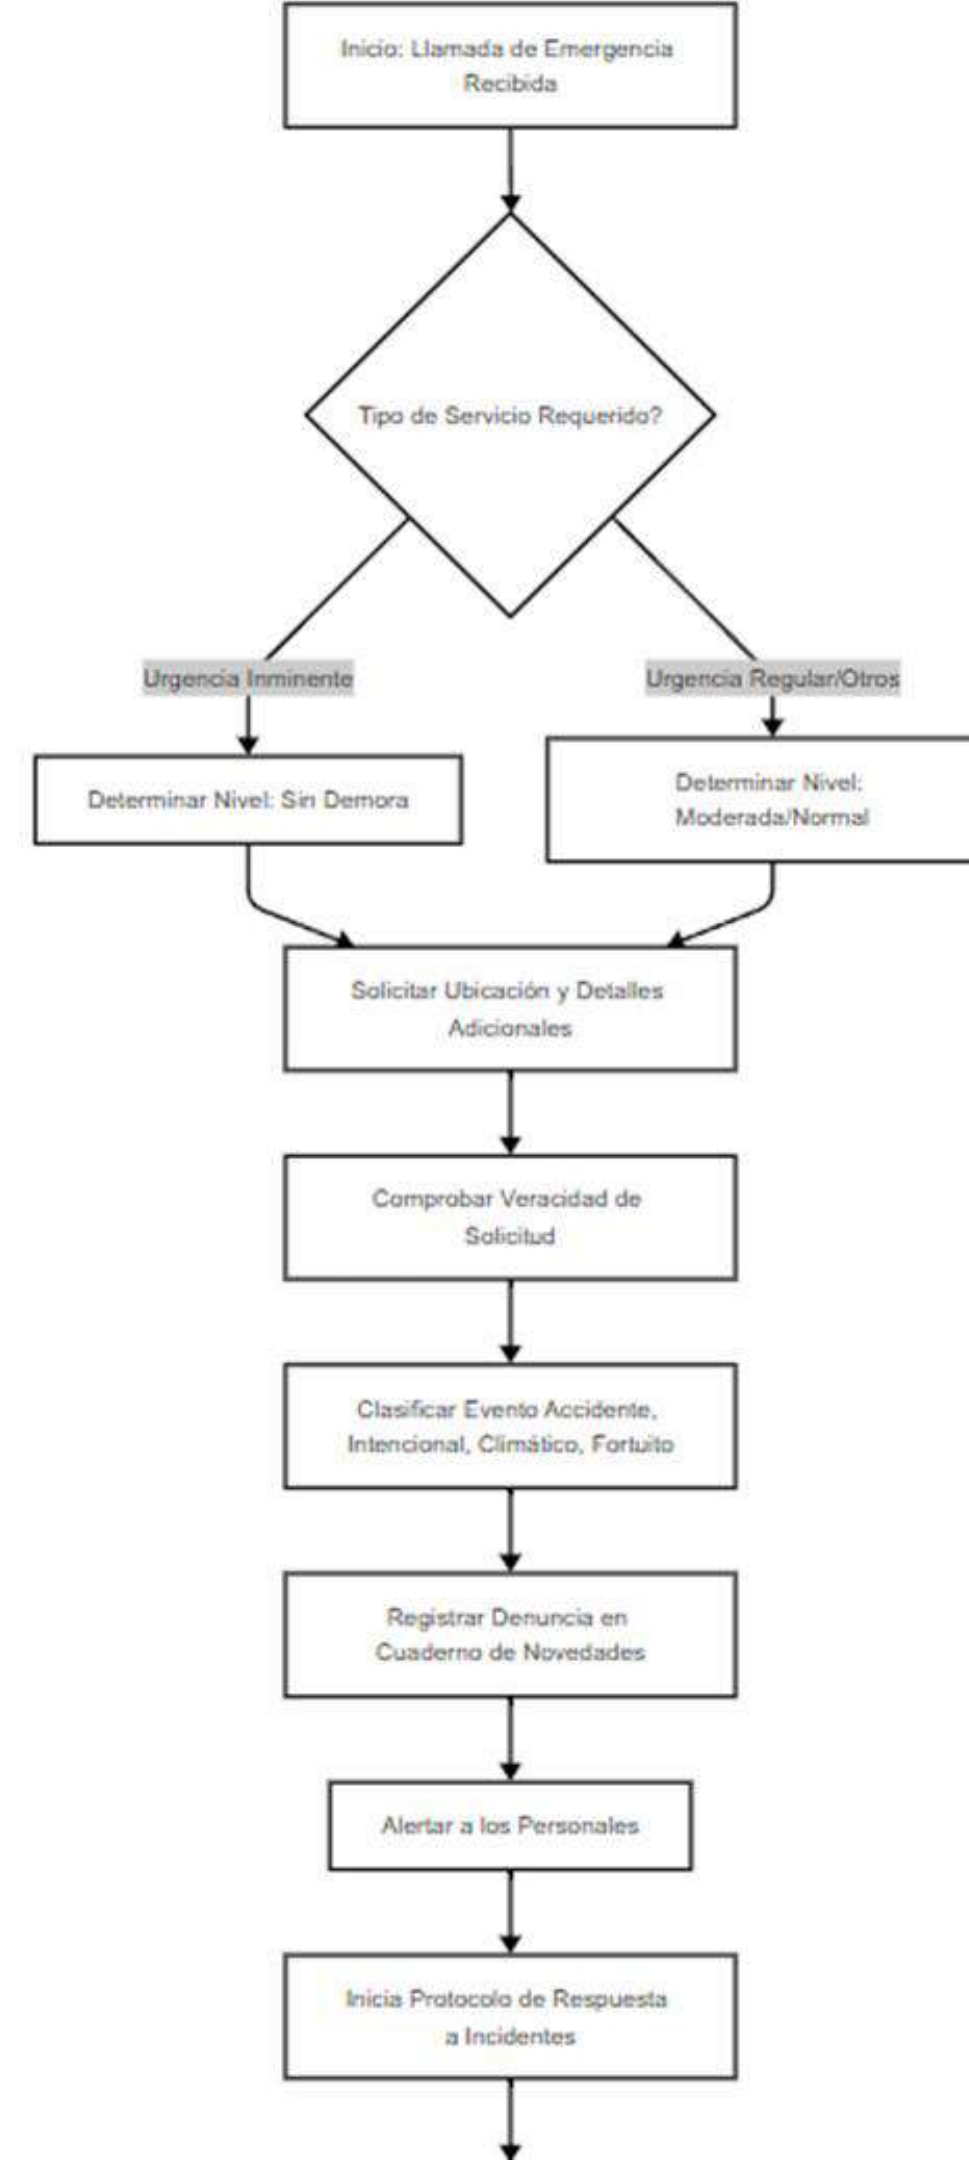 Inicio: Llamada de Emergencia
Recibida
Tipo de Servicio Requerido?
Urgencia Inminente
Urgencia Regular/Otros
Determinar Nivel: Sin Demora
Determinar Nivel:
Moderada/Normal
Solicitar Ubicación y Detalles
Adicionales
Comprobar Veracidad de
Solicitud
Clasificar Evento Accidente,
Intencional, Climático, Fortuito
Registrar Denuncia en
Cuaderno de Novedades
Alertar a los Personales
Inicia Protocolo de Respuesta
a Incidentes